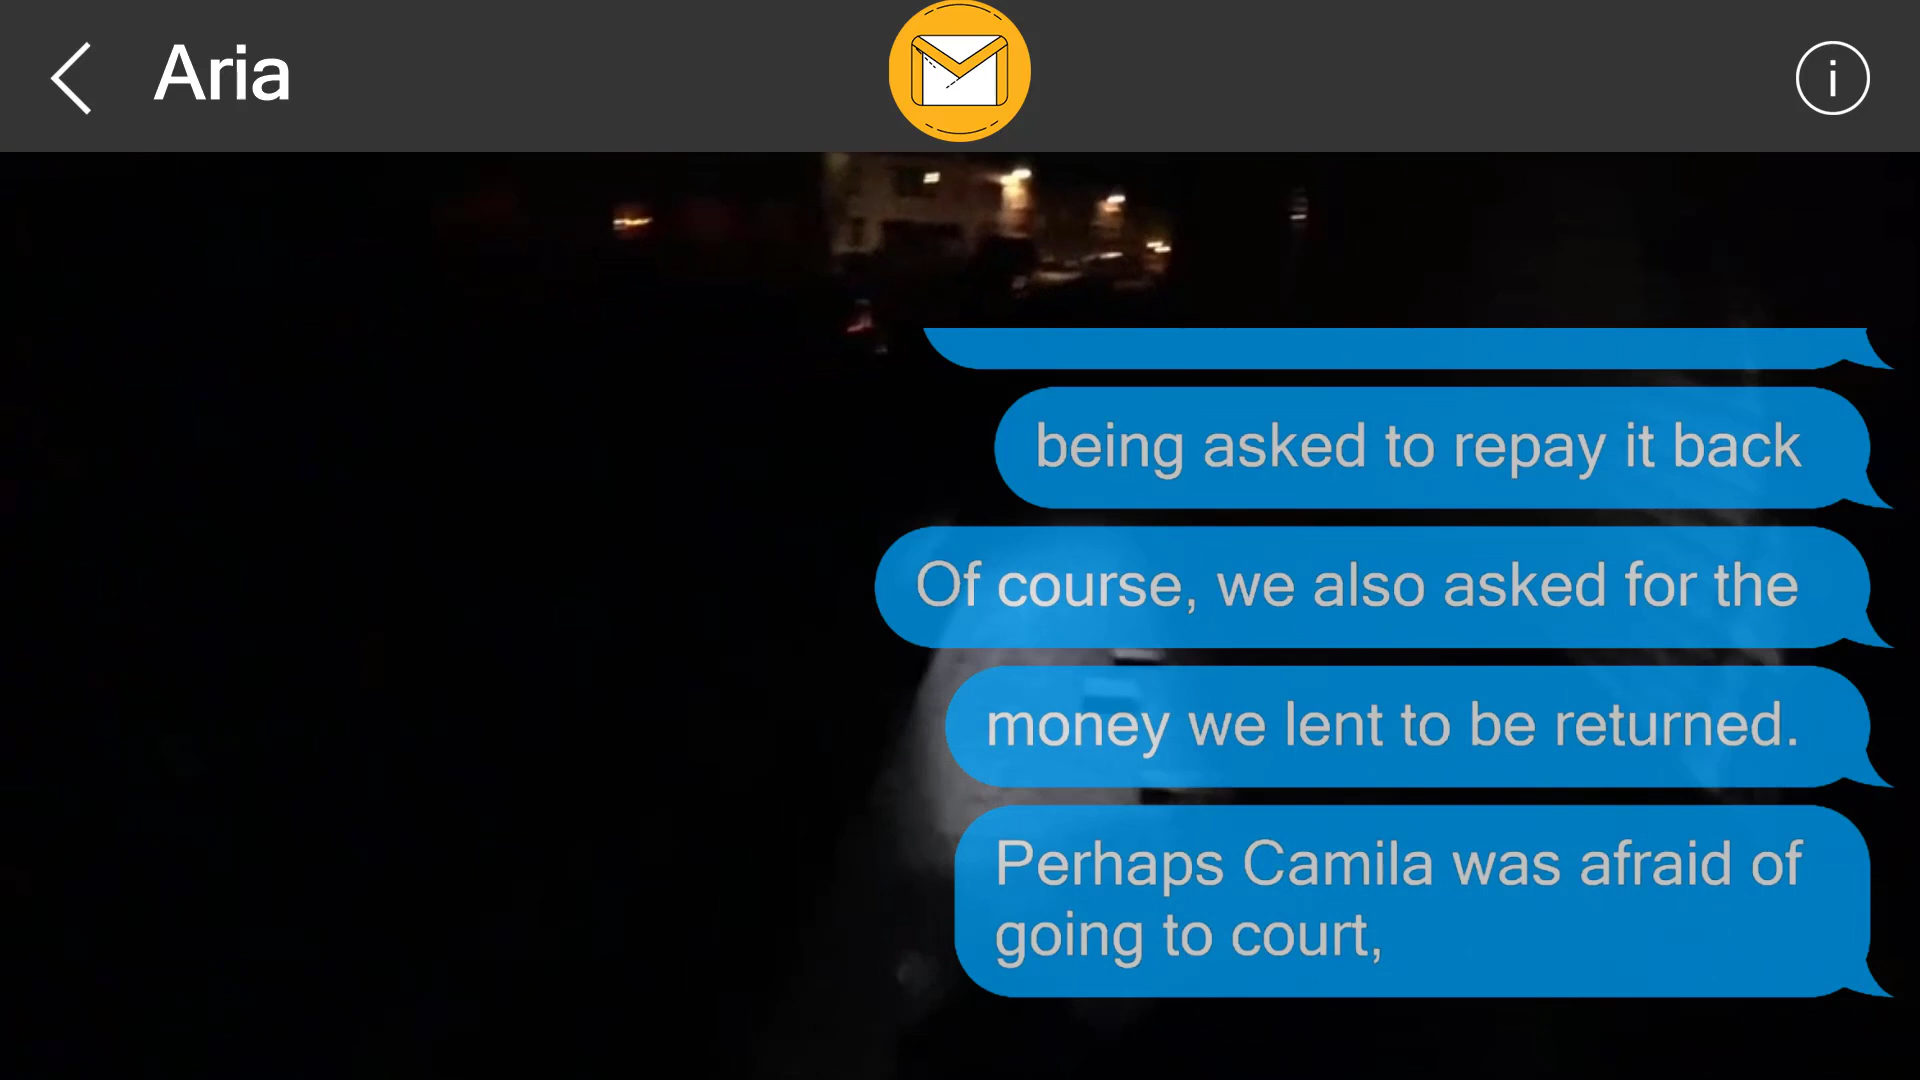 Aria
being asked to repay it back
Of course, we also asked for the
money we lent to be returned.
Perhaps Camila was afraid of
going to court,